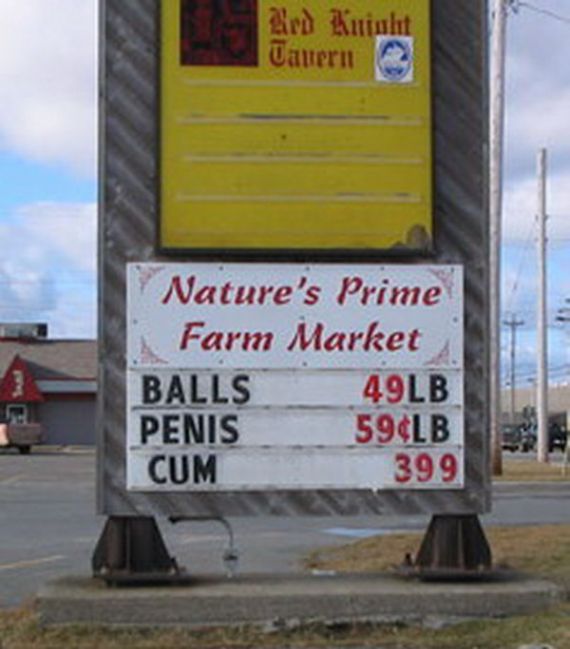 Red Knight
Tavern
Nature's Prime
Farm Market
BALLS 49LB
PENIS 59¢LB
CUM 399